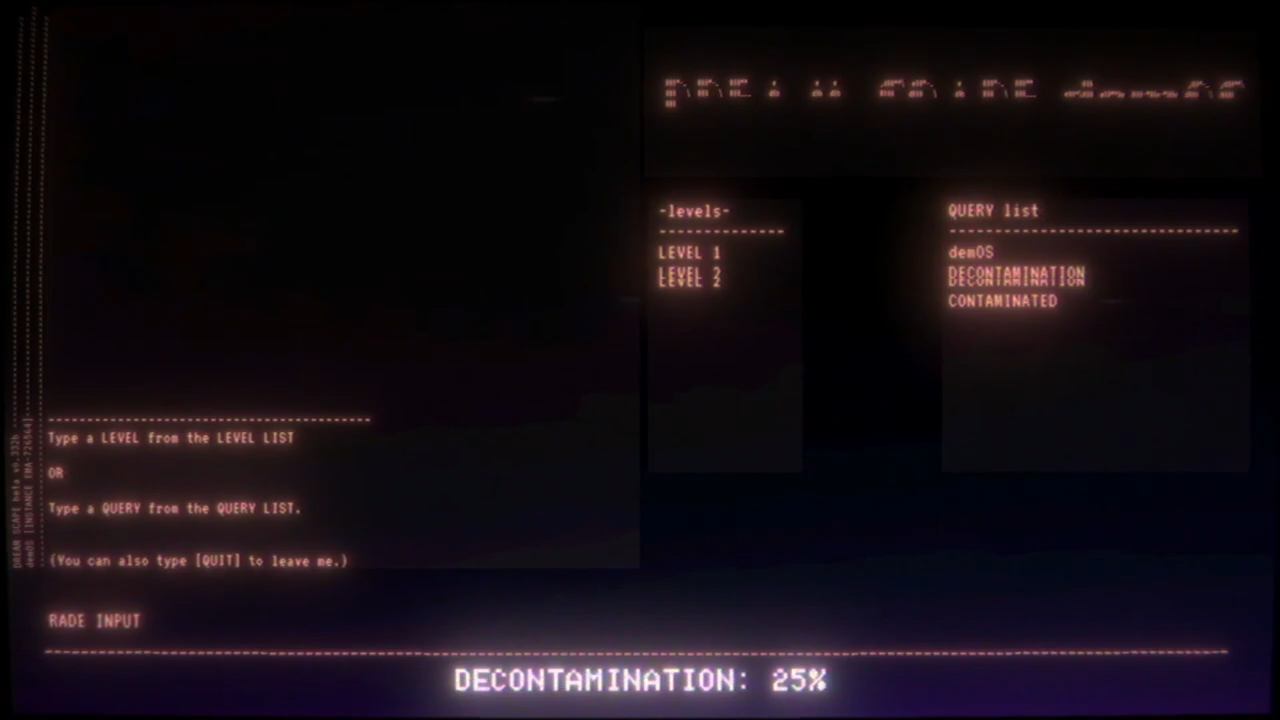 -levels-
LEVEL 1
LEVEL 2
QUERY list
demOS
DECONTAMINATION
CONTAMINATED
Type a LEVEL from the LEVEL LIST
OR
Type a QUERY from the QUERY LIST.
(You can also type [QUIT] to leave me.)
RADE INPUT
DECONTAMINATION: 25%